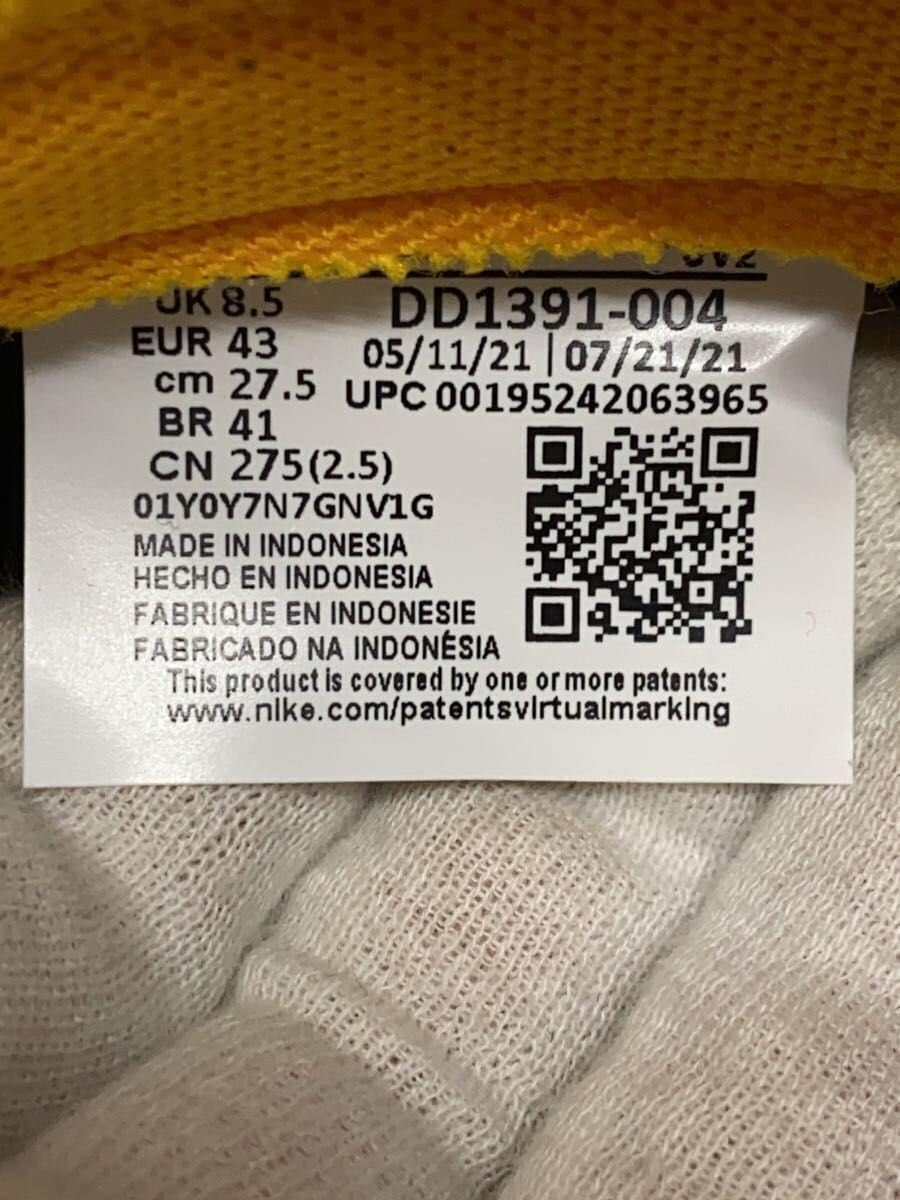 UK 8.5
EUR 43
cm 27.5
BR 41
CN 275(2.5)
DD1391-004
05/11/21 | 07/21/21
UPC 00195242063965
01Y0Y7N7GNV1G
MADE IN INDONESIA
HECHO EN INDONESIA
FABRIQUE EN INDONESIE
FABRICADO NA INDONÉSIA
This product is covered by one or more patents:
www.nike.com/patentsvirtualmarking